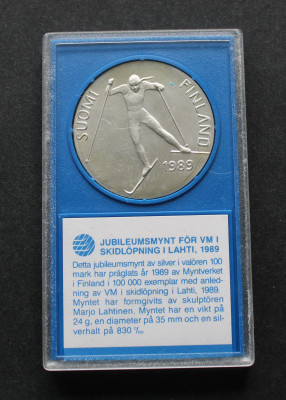 SUOMI FINLAND
1989
JUBILEUMSMYNT FÖR VM I
SKIDLÖPNING I LAHTI, 1989
Detta jubileumsmynt av silver i valören 100
mark har präglats år 1989 av Myntverket
i Finland i 100 000 exemplar med anled-
ning av VM i skidlöpning i Lahti, 1989.
Myntet har formgivits av skulptören
Marjo Lahtinen. Myntet har en vikt på
24 g, en diameter på 35 mm och en sil-
verhalt på 830 ‰.